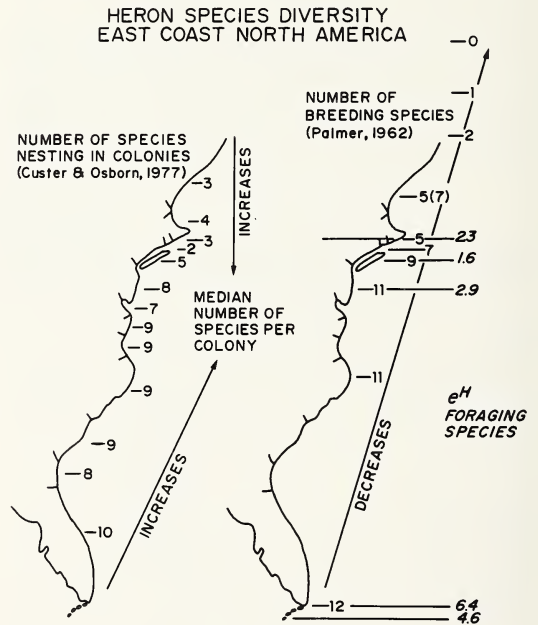 HERON SPECIES DIVERSITY
EAST COAST NORTH AMERICA
NUMBER OF SPECIES
NESTING IN COLONIES
(Custer & Osborn, 1977)
3
4
3
2
5
8
7
9
9
9
9
8
10
INCREASES
MEDIAN
NUMBER OF
SPECIES PER
COLONY
INCREASES
NUMBER OF
BREEDING SPECIES
(Palmer, 1962)
0
1
2
5(7)
5 23
7
9 1.6
11 2.9
11
DECREASES
eH
FORAGING
SPECIES
12 6.4
4.6